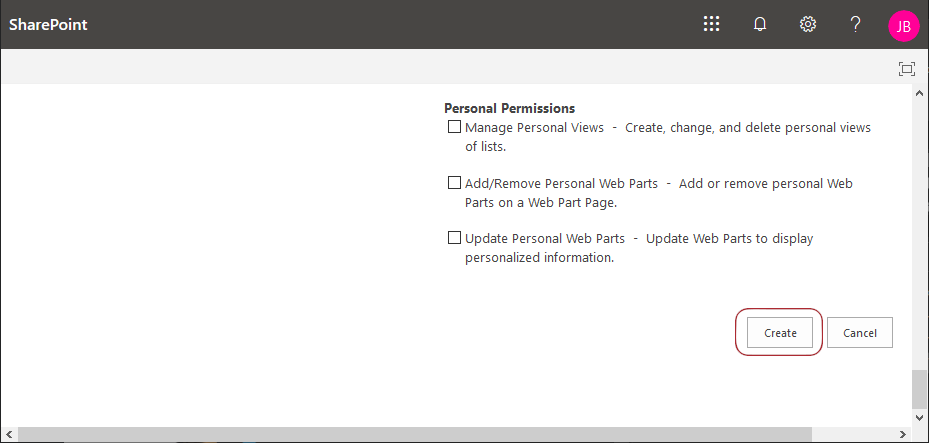 SharePoint
?
JB
Personal Permissions
Manage Personal Views  -  Create, change, and delete personal views
of lists.
Add/Remove Personal Web Parts  -  Add or remove personal Web
Parts on a Web Part Page.
Update Personal Web Parts  -  Update Web Parts to display
personalized information.
Create
Cancel